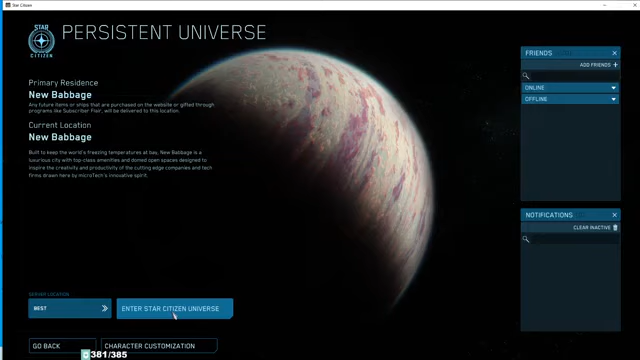 Star Citizen
STAR
CITIZEN
PERSISTENT UNIVERSE
Primary Residence
New Babbage
Any future items or ships that are purchased on the website or gifted through
programs like Subscriber Flair, will be delivered to this location.
Current Location
New Babbage
Built to keep the world's freezing temperatures at bay, New Babbage is a
luxurious city with top-class amenities and domed open spaces designed to
inspire the creativity and productivity of the cutting edge companies and tech
firms drawn here by microTech's innovative spirit.
SERVER LOCATION
BEST
ENTER STAR CITIZEN UNIVERSE
GO BACK
CHARACTER CUSTOMIZATION
381/385
FRIENDS
ADD FRIENDS +
ONLINE
OFFLINE
NOTIFICATIONS
CLEAR INACTIVE